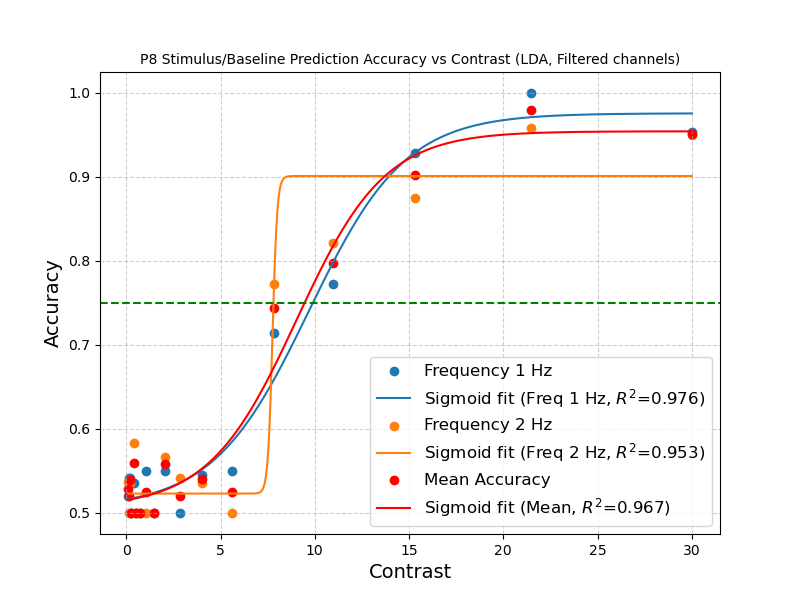 P8 Stimulus/Baseline Prediction Accuracy vs Contrast (LDA, Filtered channels)
Accuracy
1.0
0.9
0.8
0.7
0.6
0.5
Frequency 1 Hz
Sigmoid fit (Freq 1 Hz, R²=0.976)
Frequency 2 Hz
Sigmoid fit (Freq 2 Hz, R²=0.953)
Mean Accuracy
Sigmoid fit (Mean, R²=0.967)
0 5 10 15 20 25 30
Contrast